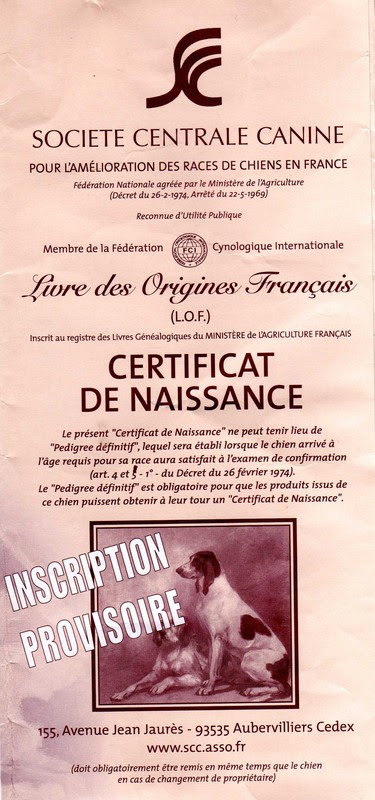 SOCIETE CENTRALE CANINE
POUR L'AMÉLIORATION DES RACES DE CHIENS EN FRANCE
Fédération Nationale agréée par le Ministère de l'Agriculture
(Décret du 26-2-1974, Arrêté du 22-5-1969)
Reconnue d'Utilité Publique
Membre de la Fédération FCI Cynologique Internationale
Livre des Origines Français
(L.O.F.)
Inscrit au registre des Livres Généalogiques du MINISTÈRE de L'AGRICULTURE FRANÇAIS
CERTIFICAT
DE NAISSANCE
Le présent "Certificat de Naissance" ne peut tenir lieu de
"Pedigree définitif", lequel sera établi lorsque le chien arrivé à
l'âge requis pour sa race aura satisfait à l'examen de confirmation
(art. 4 et 5 - 1° - du Décret du 26 février 1974).
Le "Pedigree définitif" est obligatoire pour que les produits issus de
ce chien puissent obtenir à leur tour un "Certificat de Naissance".
INSCRIPTION
PROVISOIRE
155, Avenue Jean Jaurès - 93535 Aubervilliers Cedex
www.scc.asso.fr
(doit obligatoirement être remis en même temps que le chien
en cas de changement de propriétaire)